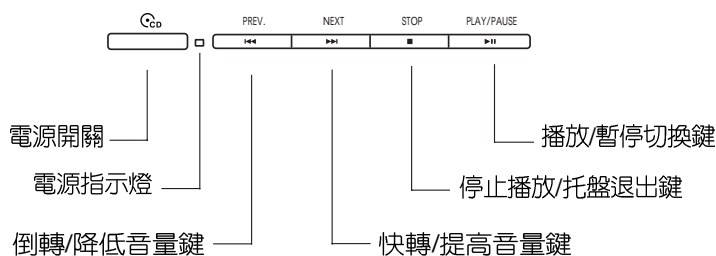 CD PREV. NEXT STOP PLAY/PAUSE
電源開關
播放/暫停切換鍵
電源指示燈
停止播放/托盤退出鍵
倒轉/降低音量鍵
快轉/提高音量鍵